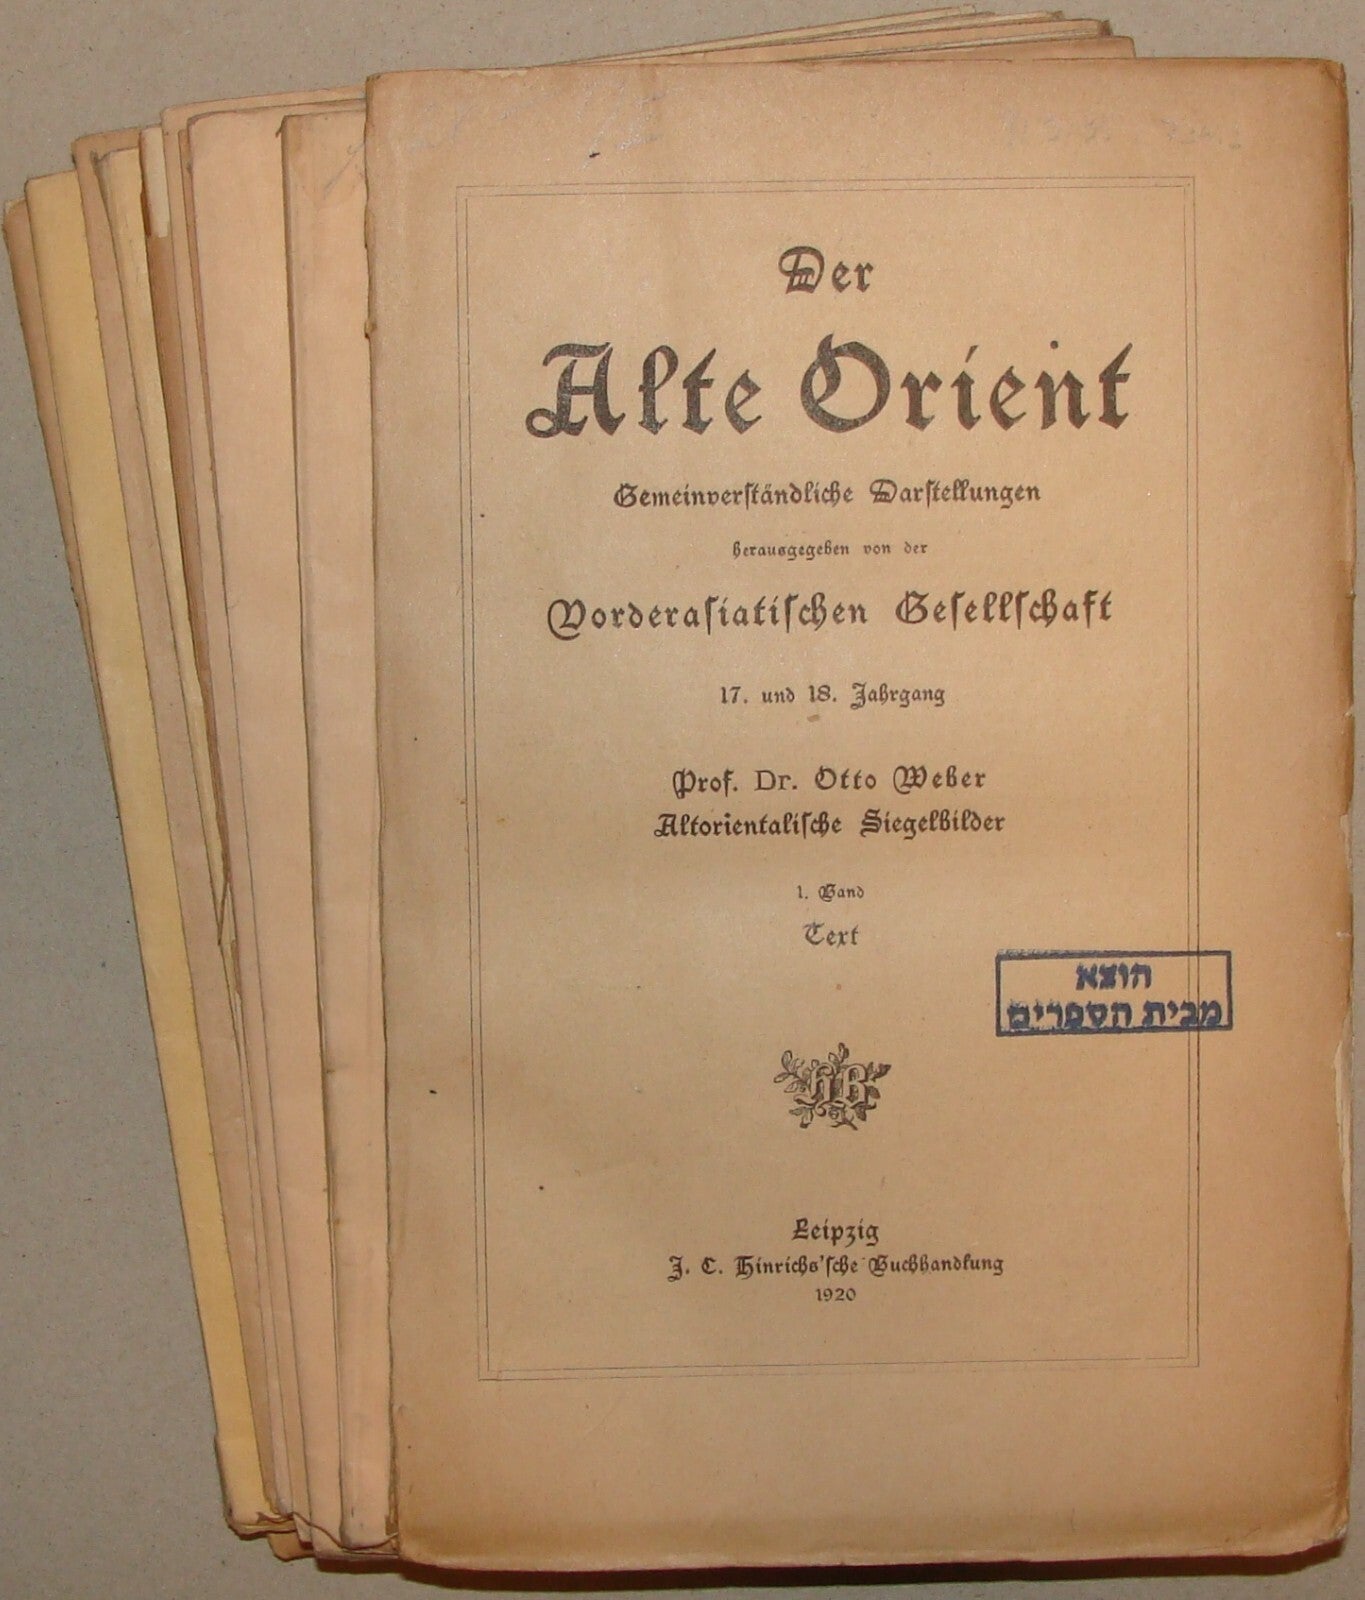 Der
Alte Orient
Gemeinverständliche Darstellungen
herausgegeben von der
Vorderasiatischen Gesellschaft
17. und 18. Jahrgang
Prof. Dr. Otto Weber
Altorientalische Siegelbilder
1. Band
Text
הוצא
מבית הספרים
Leipzig
J. C. Hinrichs'sche Buchhandlung
1920